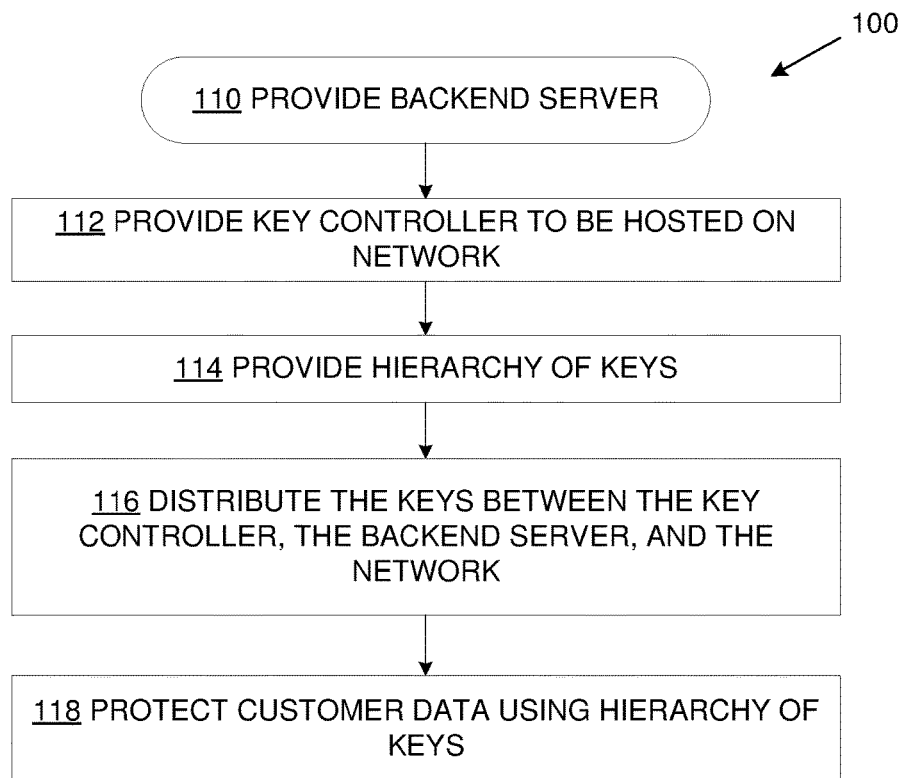 100
110 PROVIDE BACKEND SERVER
112 PROVIDE KEY CONTROLLER TO BE HOSTED ON
NETWORK
114 PROVIDE HIERARCHY OF KEYS
116 DISTRIBUTE THE KEYS BETWEEN THE KEY
CONTROLLER, THE BACKEND SERVER, AND THE
NETWORK
118 PROTECT CUSTOMER DATA USING HIERARCHY OF
KEYS